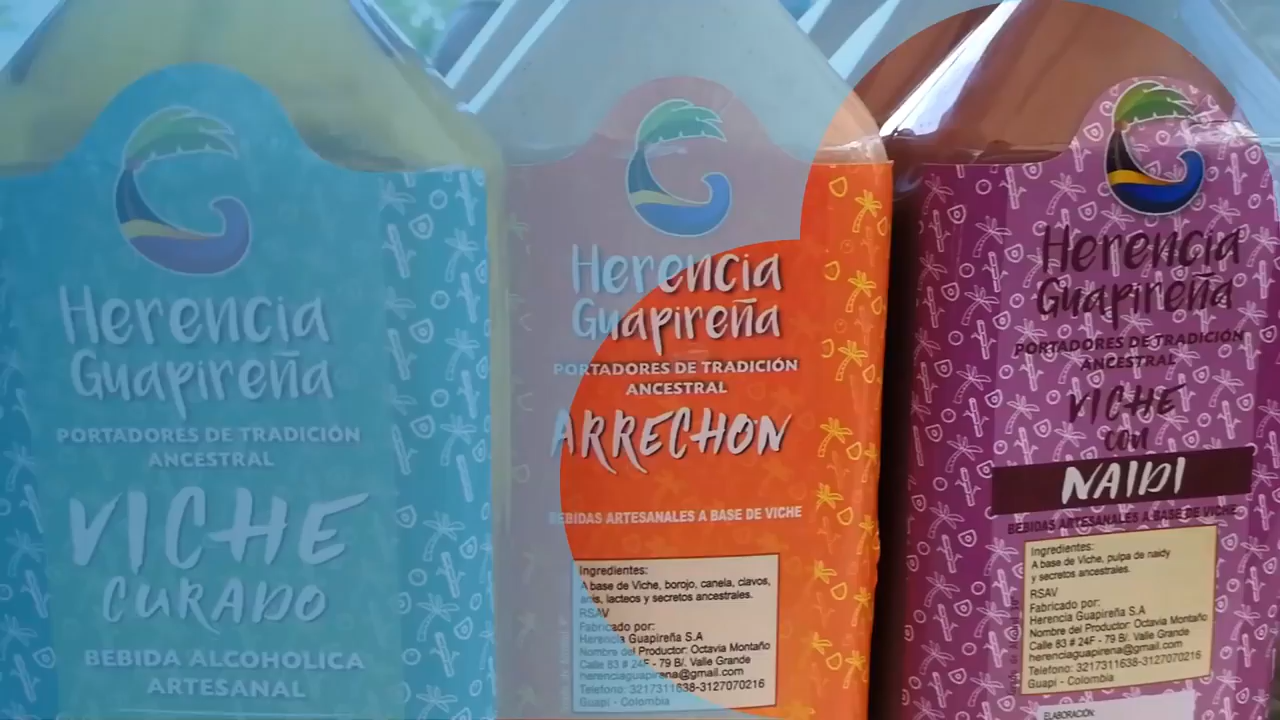 Herencia
Guapireña
PORTADORES DE TRADICIÓN
ANCESTRAL
VICHE
CURADO
BEBIDA ALCOHOLICA
ARTESANAL
Herencia
Guapireña
PORTADORES DE TRADICIÓN
ANCESTRAL
ARRECHON
BEBIDAS ARTESANALES A BASE DE VICHE
Ingredientes:
A base de Viche, borojo, canela, clavos,
anis, lacteos y secretos ancestrales.
RSAV
Fabricado por:
Herencia Guapireña S.A
Nombre del Productor: Octavia Montaño
Calle 83 # 24F - 79 B/. Valle Grande
herenciaguapirena@gmail.com
Telefono: 3217311638-3127070216
Guapi - Colombia
Herencia
Guapireña
PORTADORES DE TRADICIÓN
ANCESTRAL
VICHE
con
NAIDI
BEBIDAS ARTESANALES A BASE DE VICHE
Ingredientes:
A base de Viche, pulpa de naidy
y secretos ancestrales.
RSAV
Fabricado por:
Herencia Guapireña S.A
Nombre del Productor: Octavia Montaño
Calle 83 # 24F - 79 B/. Valle Grande
herenciaguapirena@gmail.com
Telefono: 3217311638-3127070216
Guapi - Colombia
ELABORACIÓN: